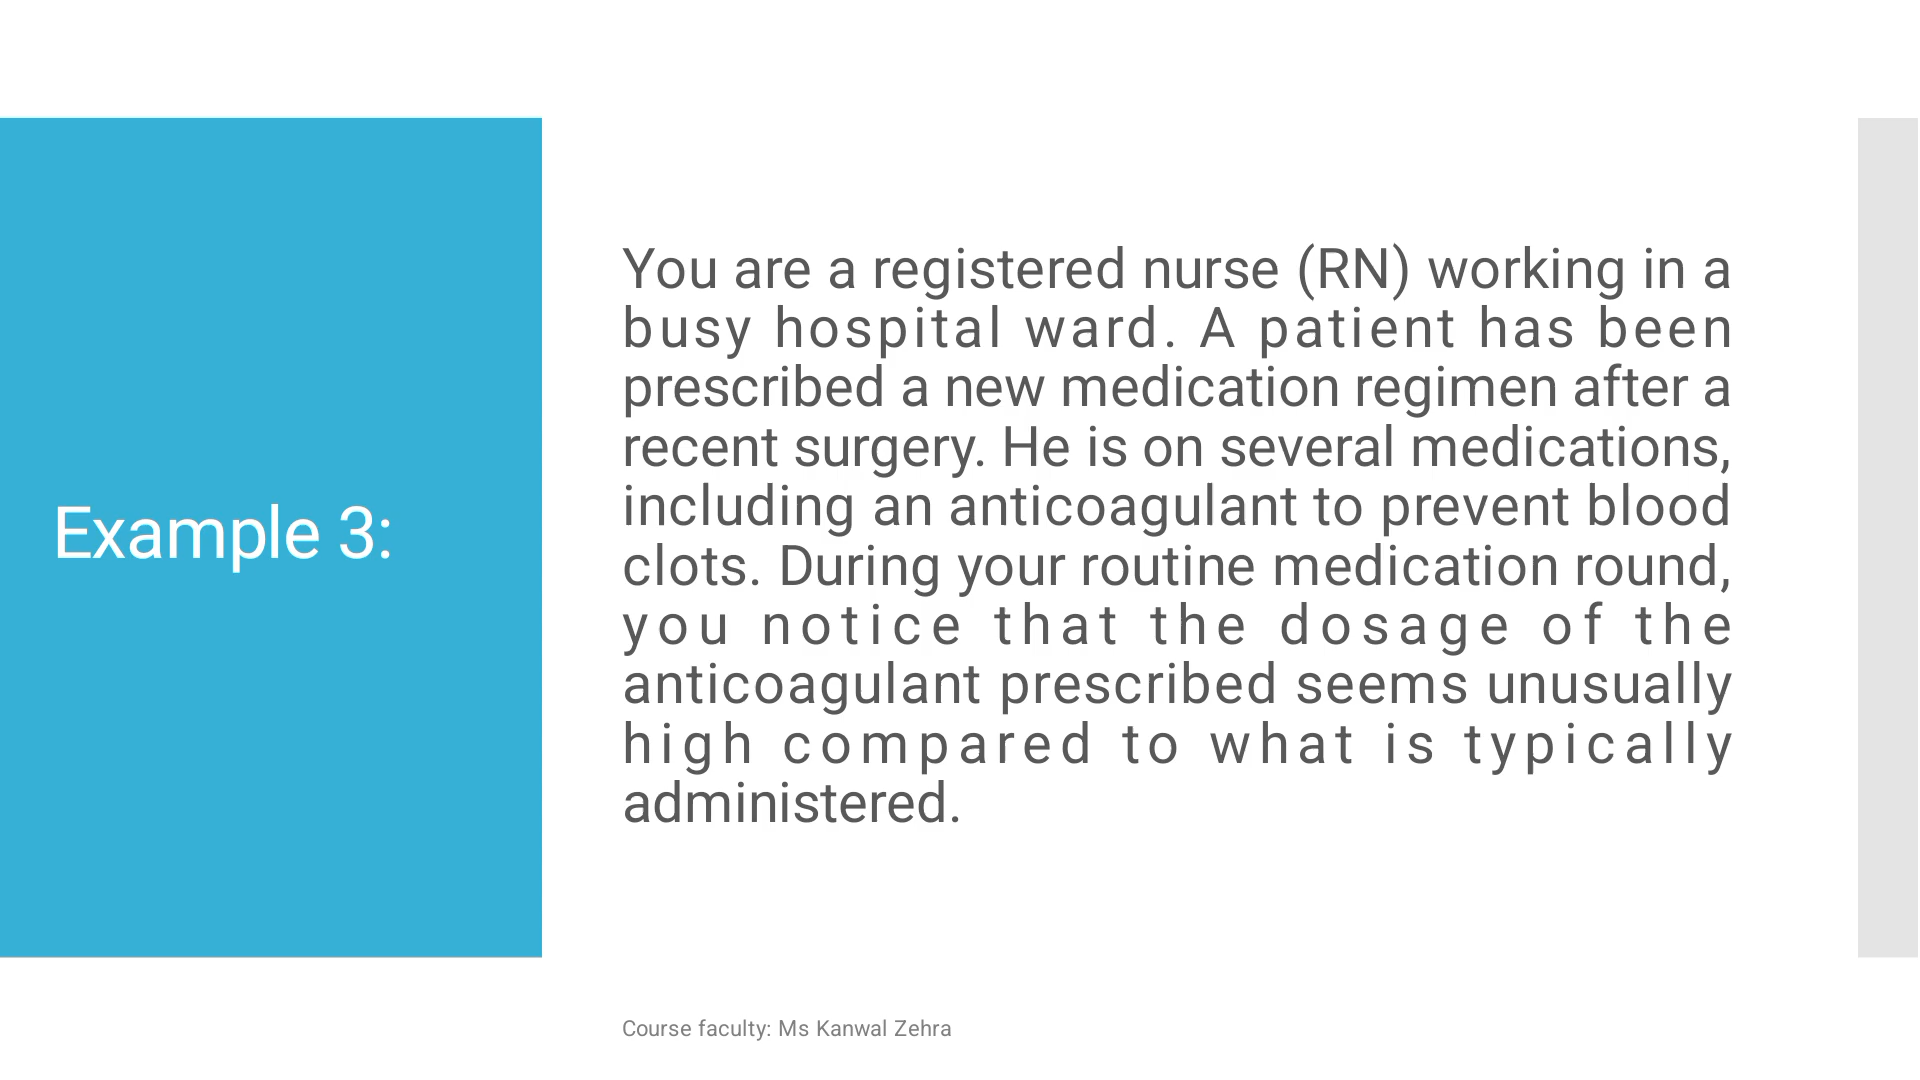 Example 3:
You are a registered nurse (RN) working in a
busy hospital ward. A patient has been
prescribed a new medication regimen after a
recent surgery. He is on several medications,
including an anticoagulant to prevent blood
clots. During your routine medication round,
you notice that the dosage of the
anticoagulant prescribed seems unusually
high compared to what is typically
administered.
Course faculty: Ms Kanwal Zehra